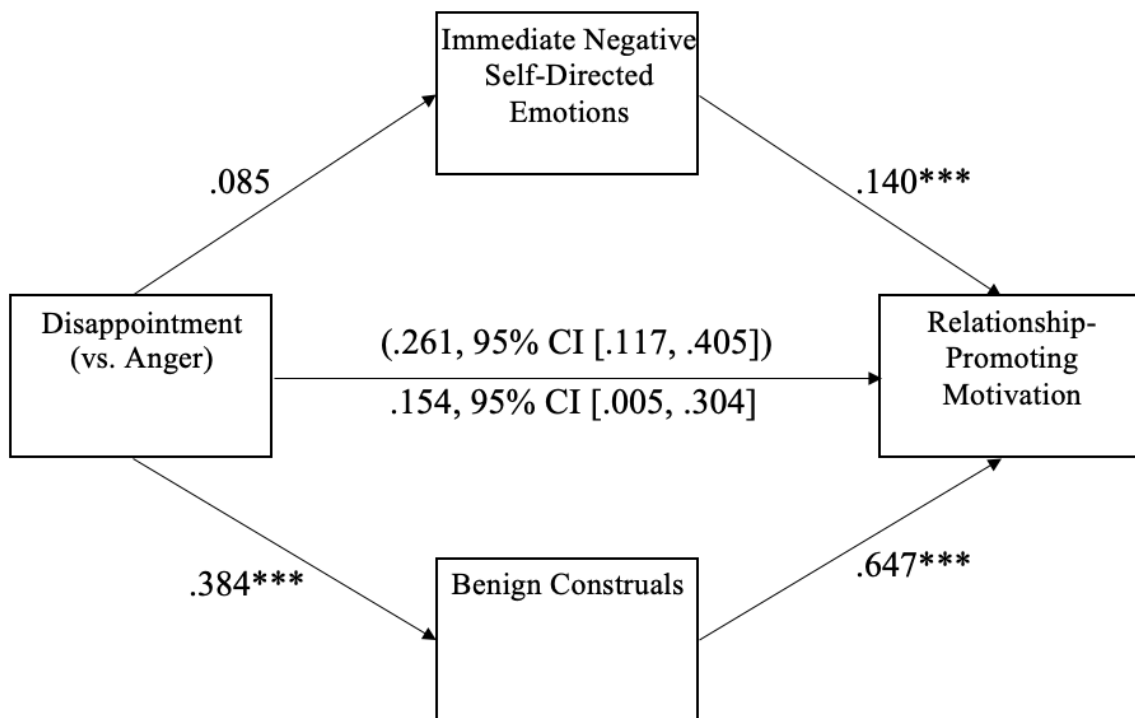 Immediate Negative
Self-Directed
Emotions
.085
.140***
Disappointment
(vs. Anger)
(.261, 95% CI [.117, .405])
.154, 95% CI [.005, .304]
Relationship-
Promoting
Motivation
.384***
.647***
Benign Construals